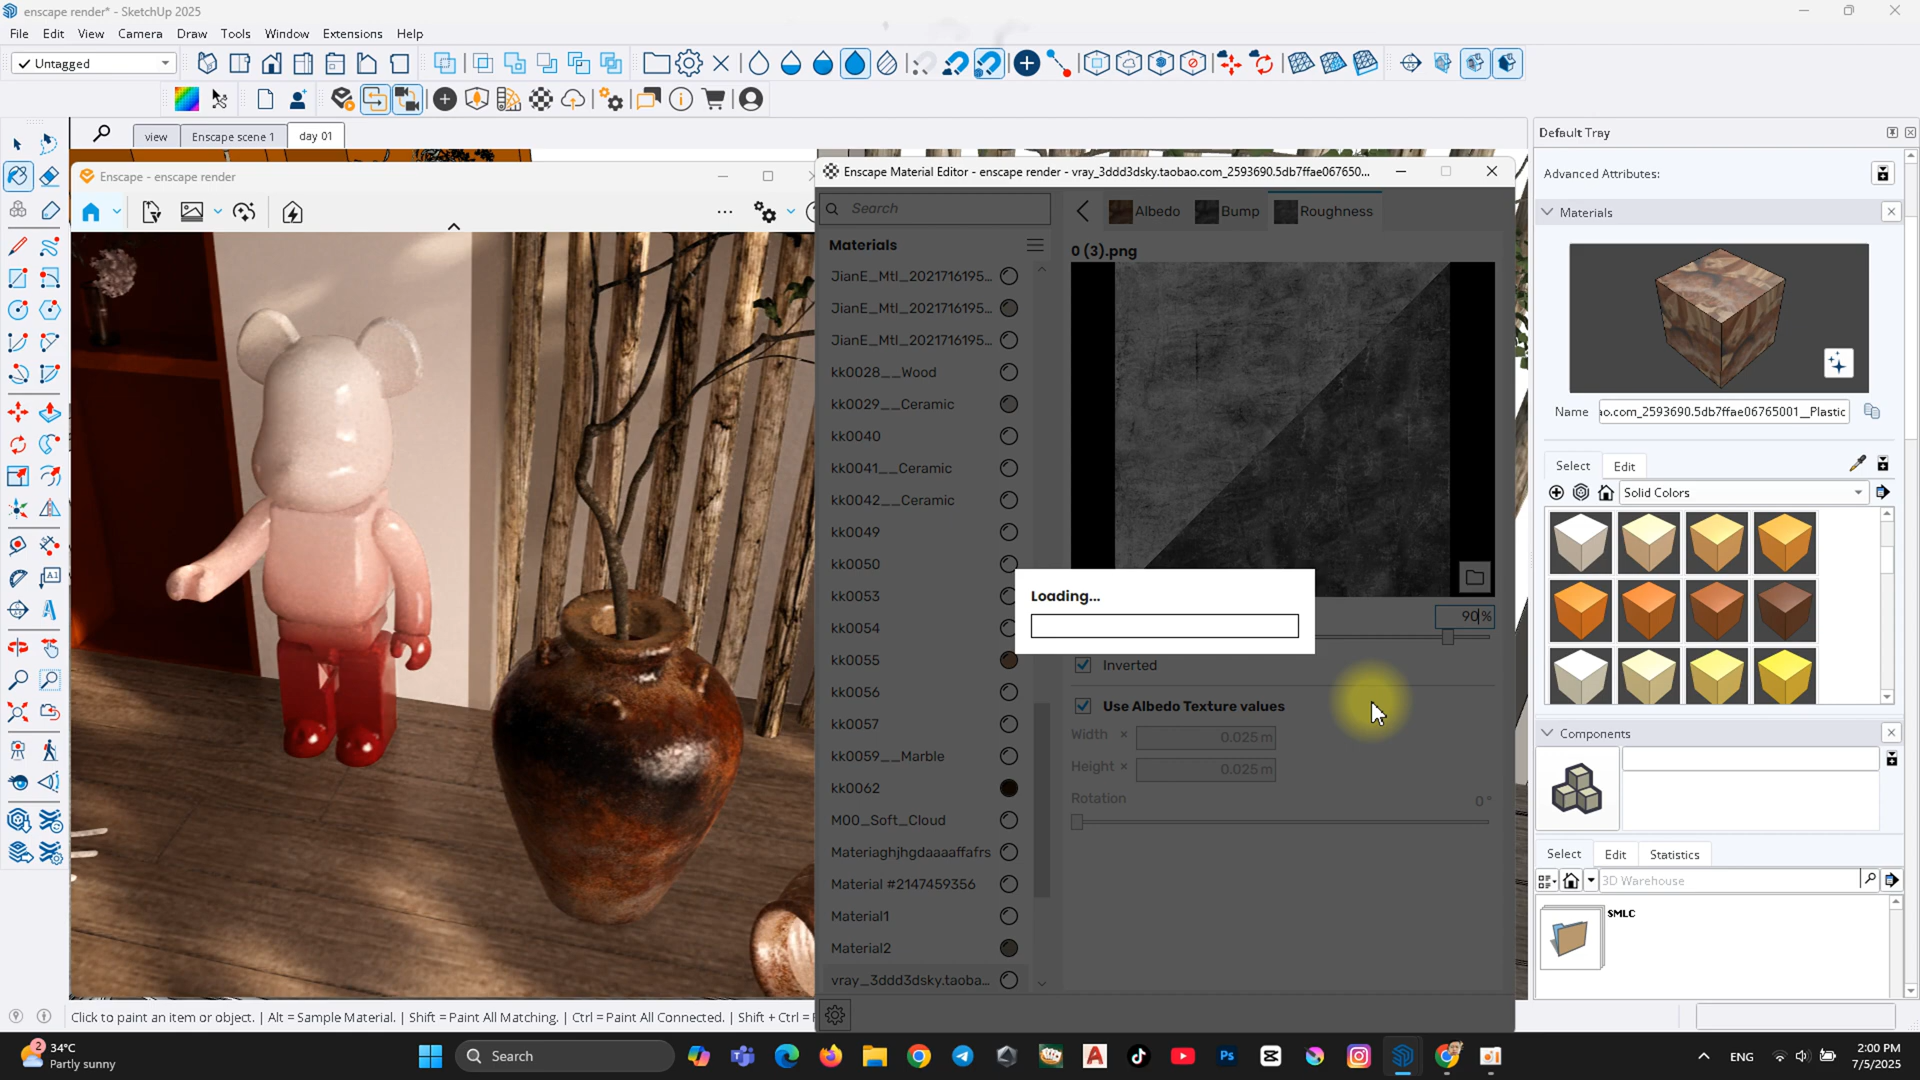 enscape render* - SketchUp 2025
File Edit View Camera Draw Tools Window Extensions Help
✓ Untagged
view Enscape scene 1 day 01
Enscape - enscape render
Enscape Material Editor - enscape render - vray_3ddd3dsky.taobao.com_2593690.5db7ffae067650...
Search
Albedo Bump Roughness
Materials
JianE_Mtl_2021716195...
JianE_Mtl_2021716195...
JianE_Mtl_2021716195...
kk0028__Wood
kk0029__Ceramic
kk0040
kk0041__Ceramic
kk0042__Ceramic
kk0049
kk0050
kk0053
kk0054
kk0055
kk0056
kk0057
kk0059__Marble
kk0062
M00_Soft_Cloud
Materiaghjhgdaaaaffafrs
Material #2147459356
Material1
Material2
vray_3ddd3dsky.taoba...
0 (3).png
Loading...
90%
Inverted
Use Albedo Texture values
Width × 0.025 m
Height × 0.025 m
Rotation 0°
Default Tray
Advanced Attributes:
Materials
Name ao.com_2593690.5db7ffae06765001__Plastic
Select Edit
Solid Colors
Components
Select Edit Statistics
3D Warehouse
SMLC
Click to paint an item or object. | Alt = Sample Material. | Shift = Paint All Matching. | Ctrl = Paint All Connected. | Shift + Ctrl =
2
34°C
Partly sunny
Search
ENG
2:00 PM
7/5/2025